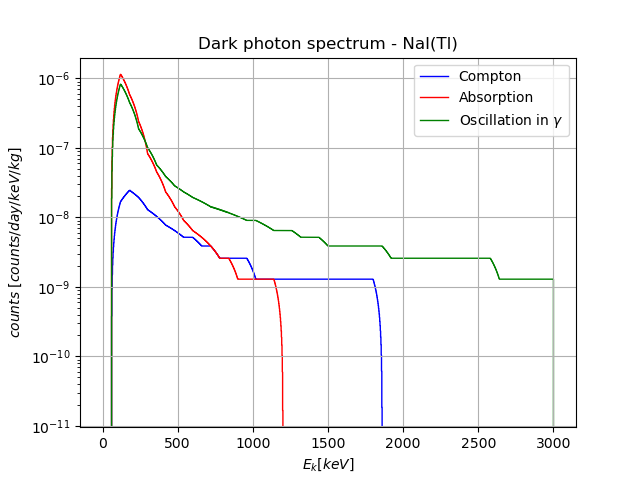 Dark photon spectrum - NaI(Tl)
Compton
Absorption
Oscillation in γ
counts [counts/day/keV/kg]
10⁻⁶
10⁻⁷
10⁻⁸
10⁻⁹
10⁻¹⁰
10⁻¹¹
0 500 1000 1500 2000 2500 3000
Eₖ[keV]